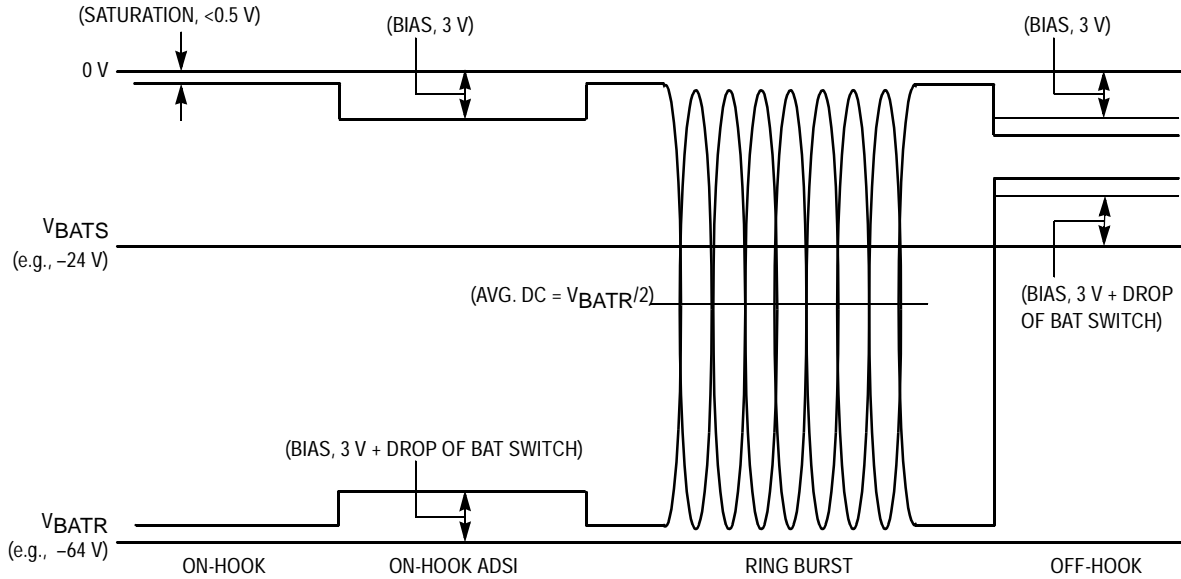 (SATURATION, <0.5 V)
(BIAS, 3 V)
(BIAS, 3 V)
0 V
VBATS
(e.g., –24 V)
(AVG. DC = VBATR/2)
(BIAS, 3 V + DROP
OF BAT SWITCH)
(BIAS, 3 V + DROP OF BAT SWITCH)
VBATR
(e.g., –64 V)
ON-HOOK
ON-HOOK ADSI
RING BURST
OFF-HOOK